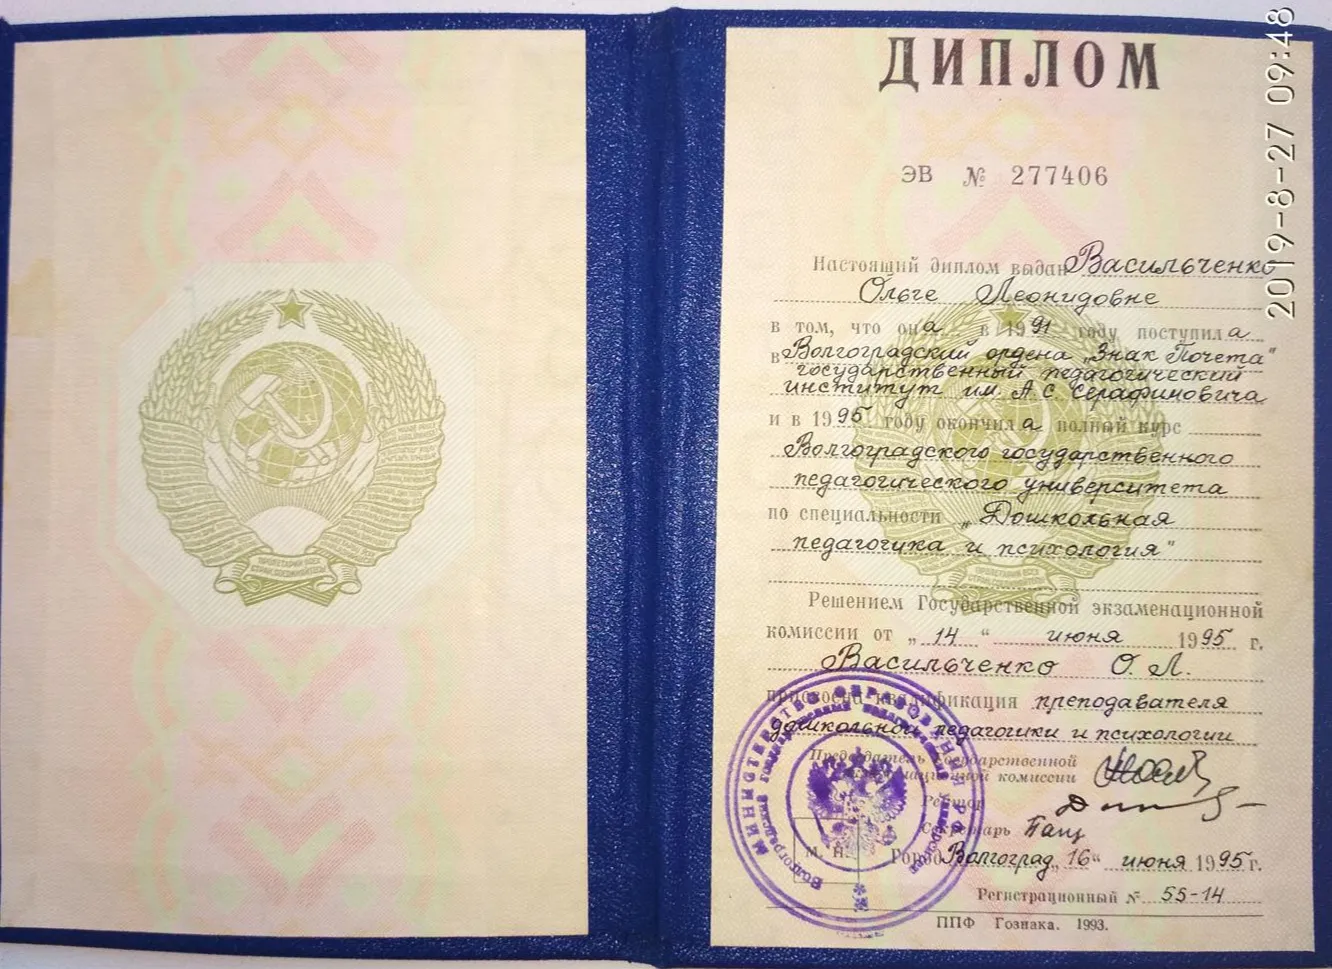 ДИПЛОМ
ЭВ № 277406
Настоящий диплом выдан Васильченко
Ольге Леонидовне
в том, что она в 1991 году поступила
в Волгоградский ордена „Знак Почета"
государственный педагогический
институт им. А. С. Серафимовича
и в 1995 году окончила полный курс
Волгоградского государственного
педагогического университета
по специальности „Дошкольная
педагогика и психология"
Решением Государственной экзаменационной
комиссии от „14" июня 1995 г.
Васильченко О. Л.
присвоена квалификация преподавателя
дошкольной педагогики и психологии
Председатель Государственной
экзаменационной комиссии
Ректор
Секретарь
М. П.
Город Волгоград „16" июня 1995 г.
Регистрационный № 55-14
ППФ Гознака. 1993.
МИНИСТЕРСТВО ОБРАЗОВАНИЯ
2019-8-27 09:48